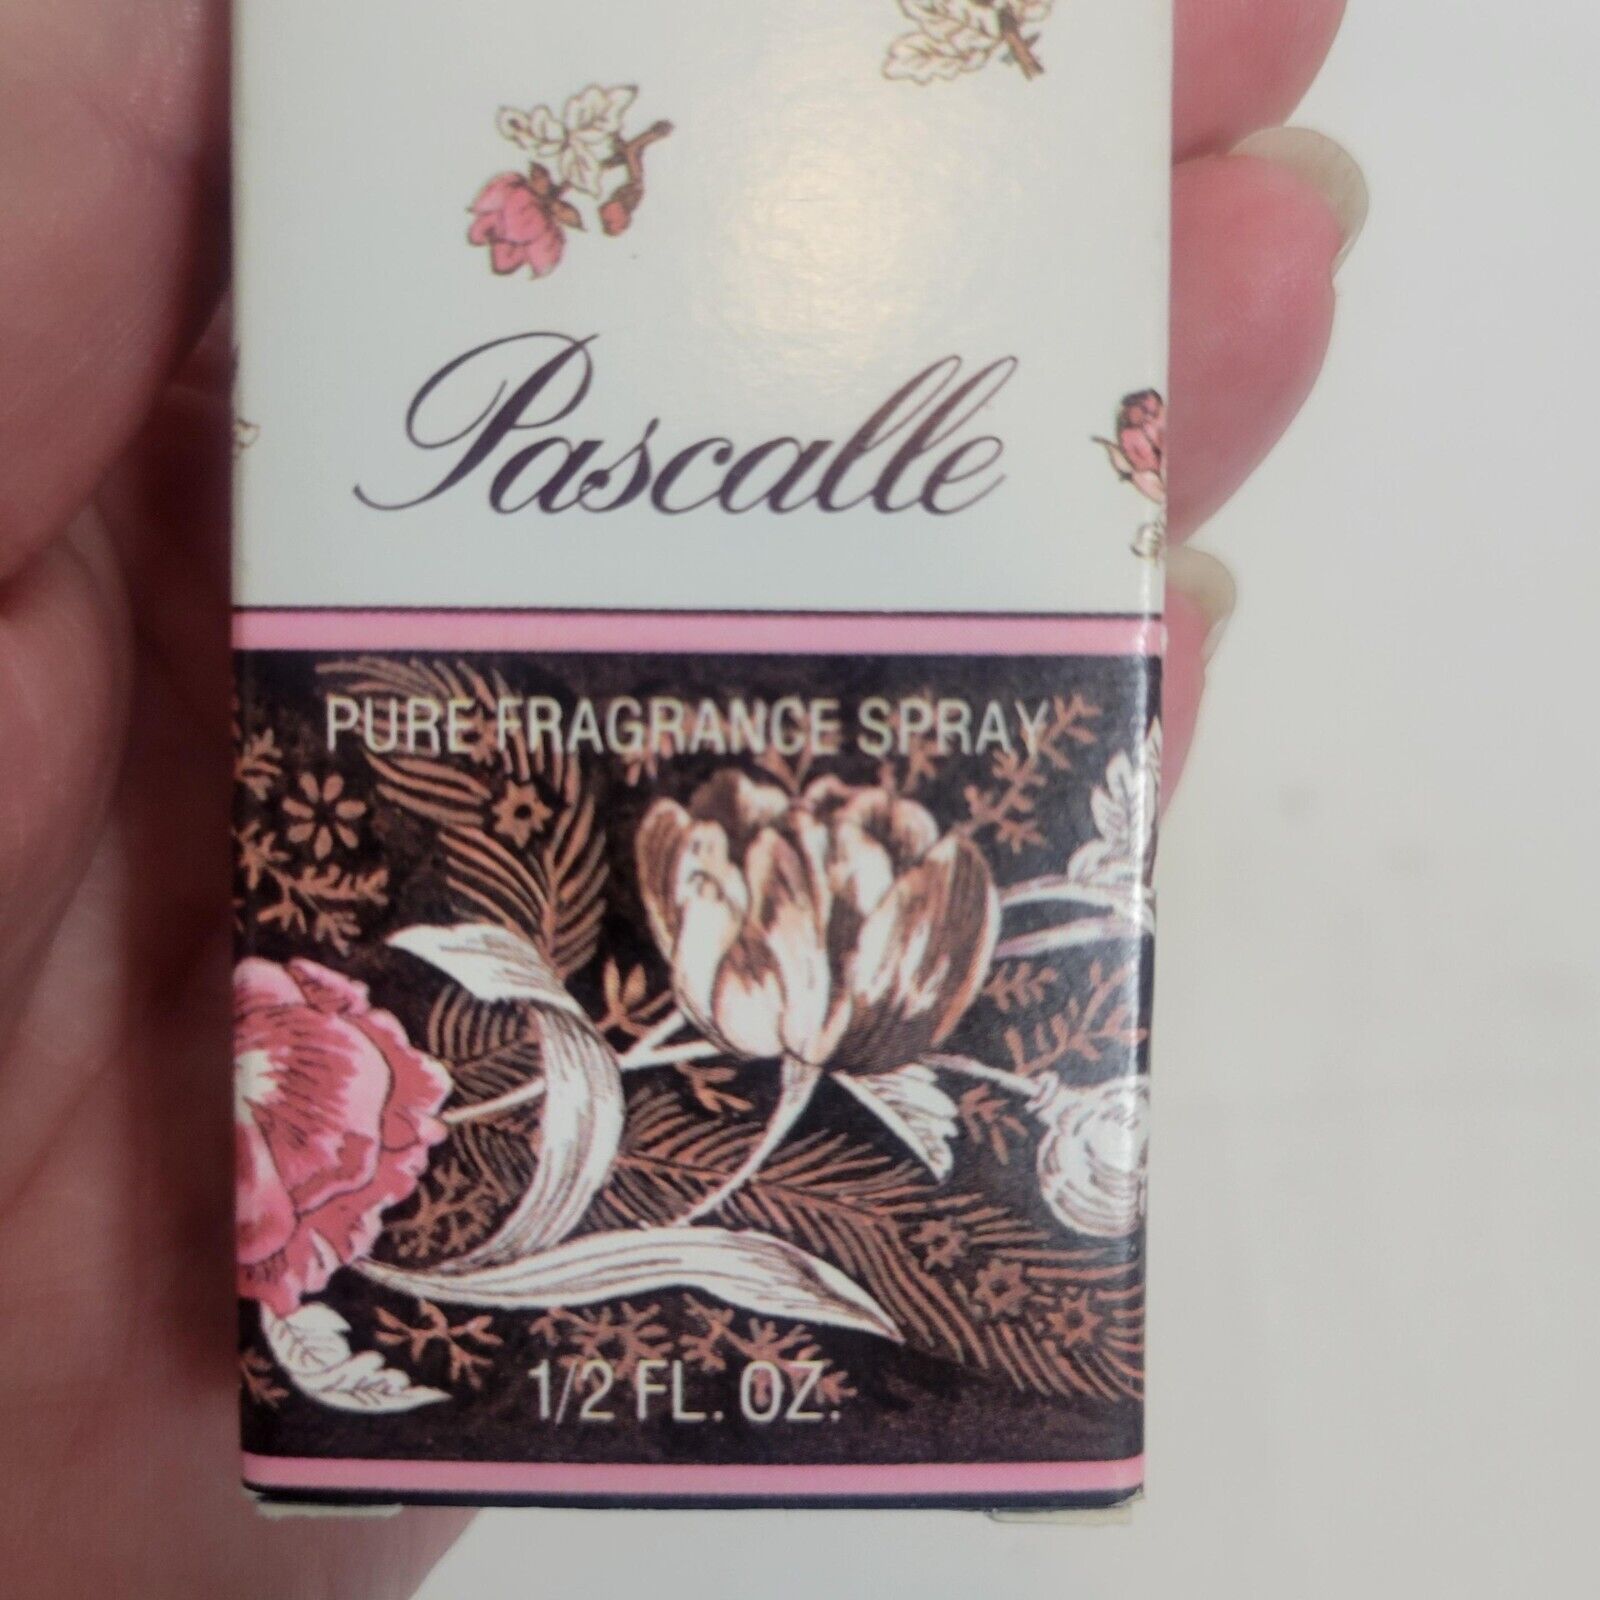 Pascalle
PURE FRAGRANCE SPRAY
1/2 FL. OZ.